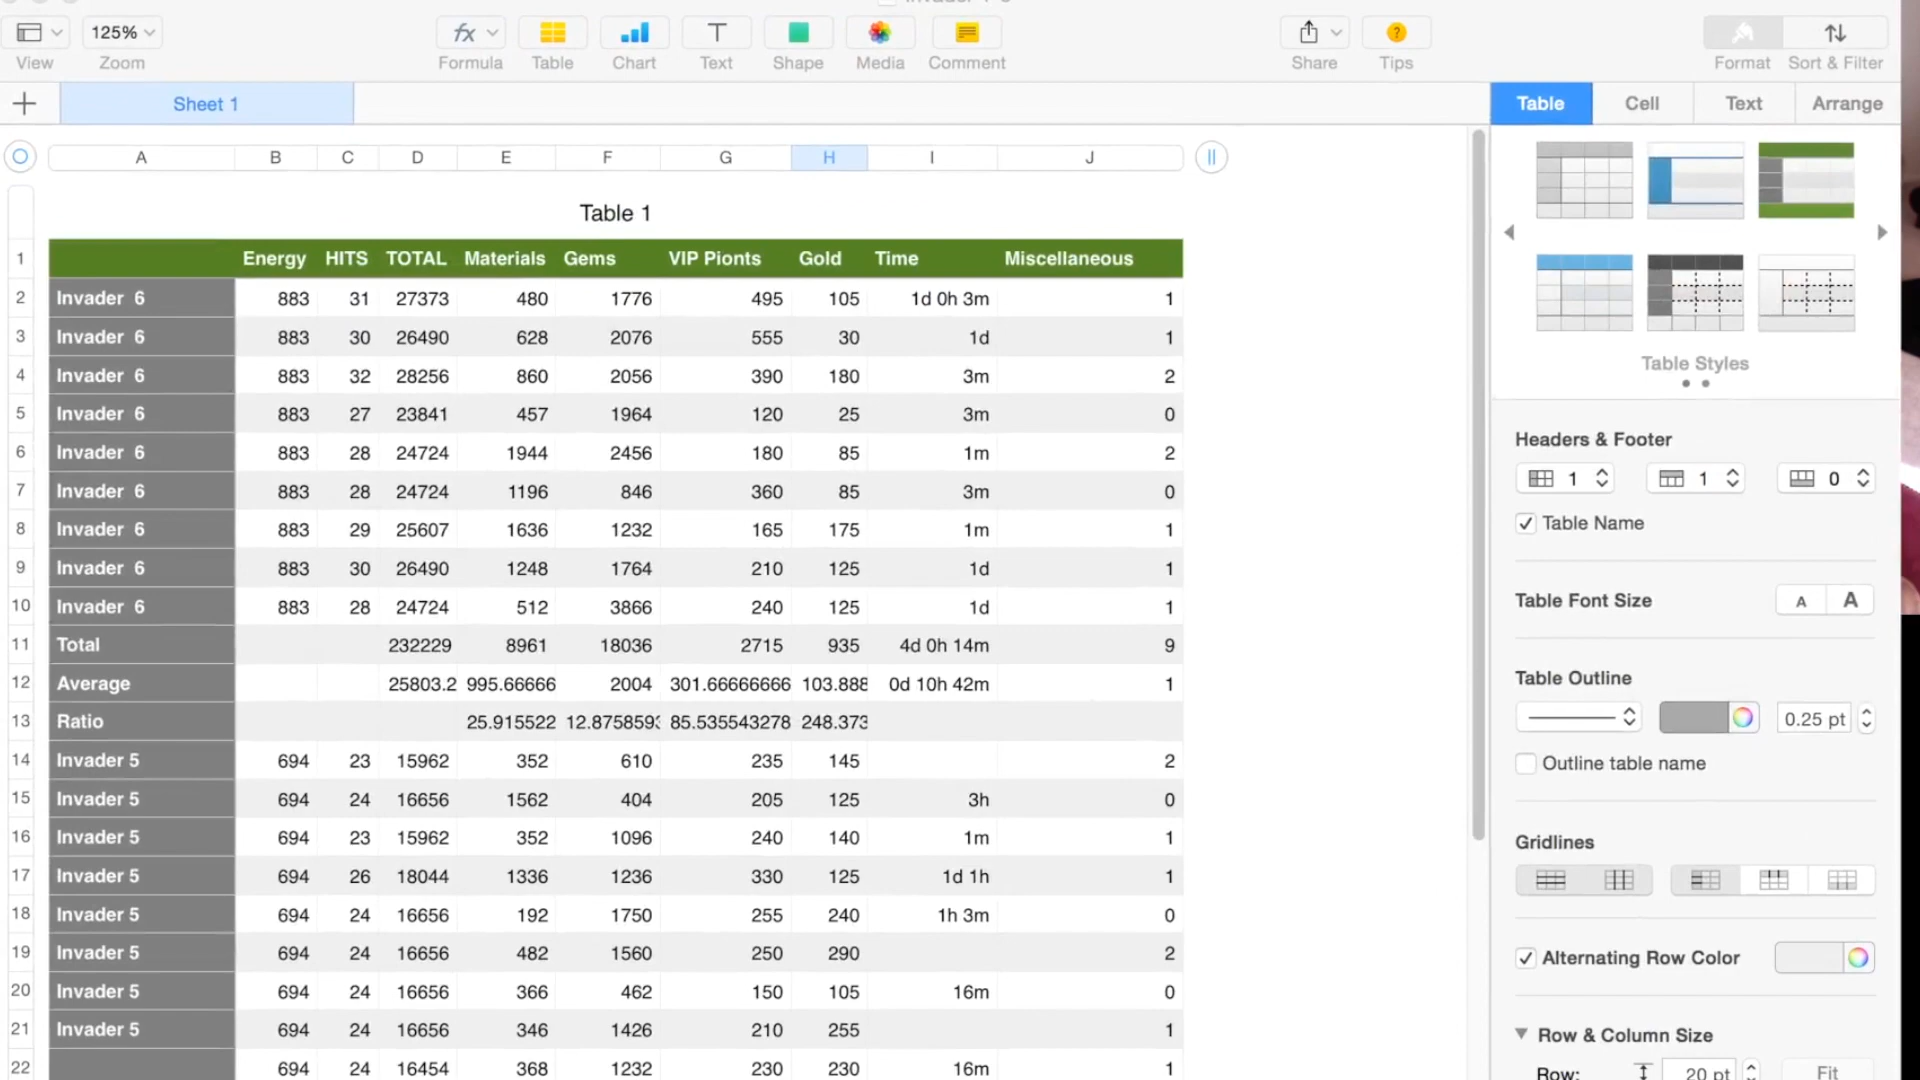 125%
View Zoom Formula Table Chart Text Shape Media Comment Share Tips Format Sort & Filter
Sheet 1 Table Cell Text Arrange
A B C D E F G H I J
Table 1
1 Energy HITS TOTAL Materials Gems VIP Pionts Gold Time Miscellaneous
2 Invader 6 883 31 27373 480 1776 495 105 1d 0h 3m 1
3 Invader 6 883 30 26490 628 2076 555 30 1d 1
4 Invader 6 883 32 28256 860 2056 390 180 3m 2
5 Invader 6 883 27 23841 457 1964 120 25 3m 0
6 Invader 6 883 28 24724 1944 2456 180 85 1m 2
7 Invader 6 883 28 24724 1196 846 360 85 3m 0
8 Invader 6 883 29 25607 1636 1232 165 175 1m 1
9 Invader 6 883 30 26490 1248 1764 210 125 1d 1
10 Invader 6 883 28 24724 512 3866 240 125 1d 1
11 Total 232229 8961 18036 2715 935 4d 0h 14m 9
12 Average 25803.2 995.66666 2004 301.66666666 103.888 0d 10h 42m 1
13 Ratio 25.915522 12.8758593 85.535543278 248.373
14 Invader 5 694 23 15962 352 610 235 145 2
15 Invader 5 694 24 16656 1562 404 205 125 3h 0
16 Invader 5 694 23 15962 352 1096 240 140 1m 1
17 Invader 5 694 26 18044 1336 1236 330 125 1d 1h 1
18 Invader 5 694 24 16656 192 1750 255 240 1h 3m 0
19 Invader 5 694 24 16656 482 1560 250 290 2
20 Invader 5 694 24 16656 366 462 150 105 16m 0
21 Invader 5 694 24 16656 346 1426 210 255 1
22 694 24 16454 368 1232 230 230 16m 1
Table Styles
Headers & Footer
1 1 0
Table Name
Table Font Size A A
Table Outline
0.25 pt
Outline table name
Gridlines
Alternating Row Color
Row & Column Size
Row: 20 pt Fit